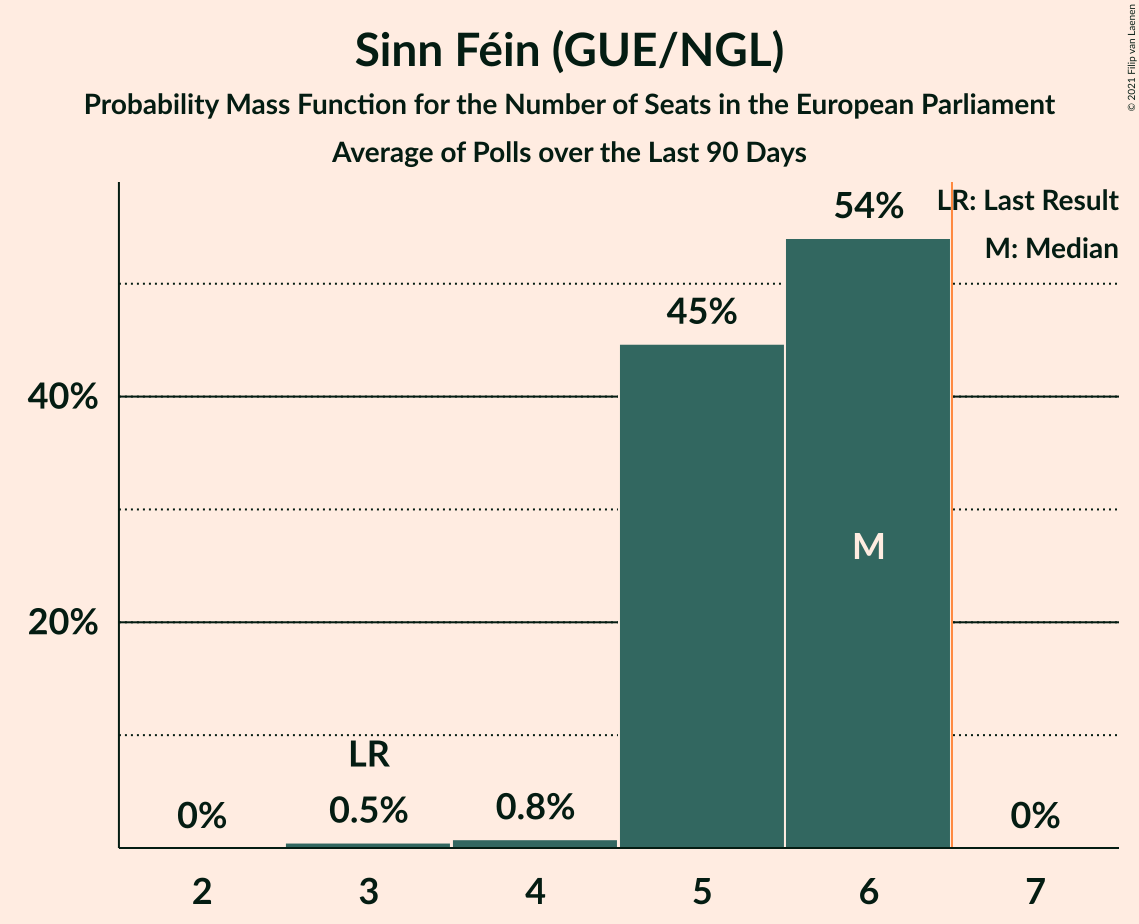 Sinn Féin (GUE/NGL)
Probability Mass Function for the Number of Seats in the European Parliament
Average of Polls over the Last 90 Days
© 2021 Filip van Laenen
LR: Last Result
M: Median
54%
45%
40%
M
20%
LR
0%
0.5%
0.8%
0%
2
3
4
5
6
7